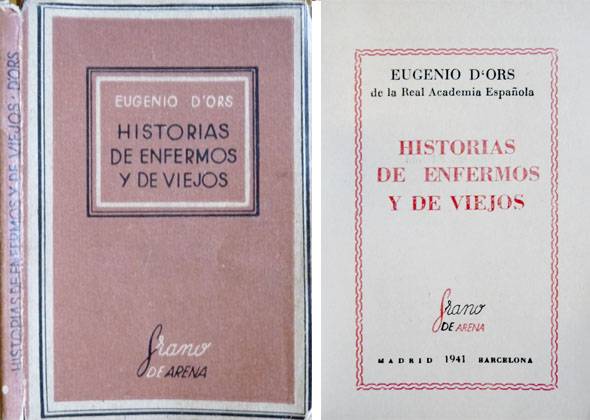 HISTORIAS DE ENFERMOS Y DE VIEJOS - D'ORS
EUGENIO D'ORS
HISTORIAS
DE ENFERMOS
Y DE VIEJOS
Grano
DE ARENA
EUGENIO D'ORS
de la Real Academia Española
HISTORIAS
DE ENFERMOS
Y DE VIEJOS
Grano
DE ARENA
MADRID 1941 BARCELONA